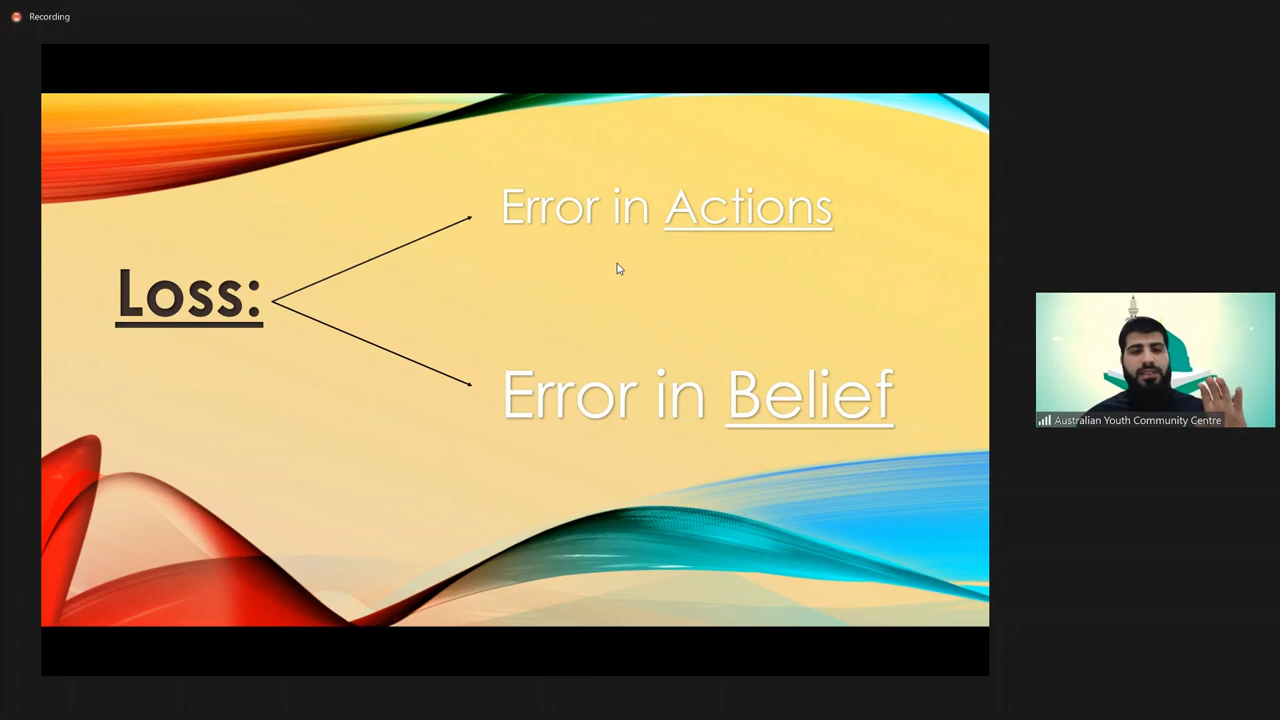 Recording
Error in Actions
Loss:
Error in Belief
Australian Youth Community Centre